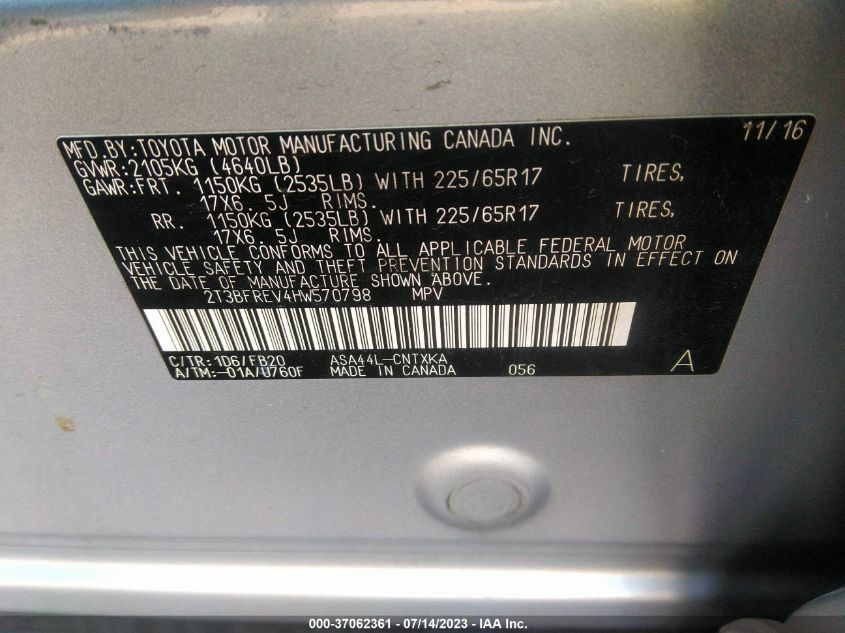 MFD BY:TOYOTA MOTOR MANUFACTURING CANADA INC. 11/16
GVWR:2105KG (4640LB)
GAWR:FRT. 1150KG (2535LB) WITH 225/65R17 TIRES,
17X6.5J RIMS.
RR. 1150KG (2535LB) WITH 225/65R17 TIRES,
17X6.5J RIMS.
THIS VEHICLE CONFORMS TO ALL APPLICABLE FEDERAL MOTOR
VEHICLE SAFETY AND THEFT PREVENTION STANDARDS IN EFFECT ON
THE DATE OF MANUFACTURE SHOWN ABOVE.
2T3BFREV4HW570798 MPV
C/TR:1D6/FB20 ASA44L-CNTXKA
A/TM:-01A/U760F MADE IN CANADA 056 A
000-37062361 - 07/14/2023 - IAA Inc.